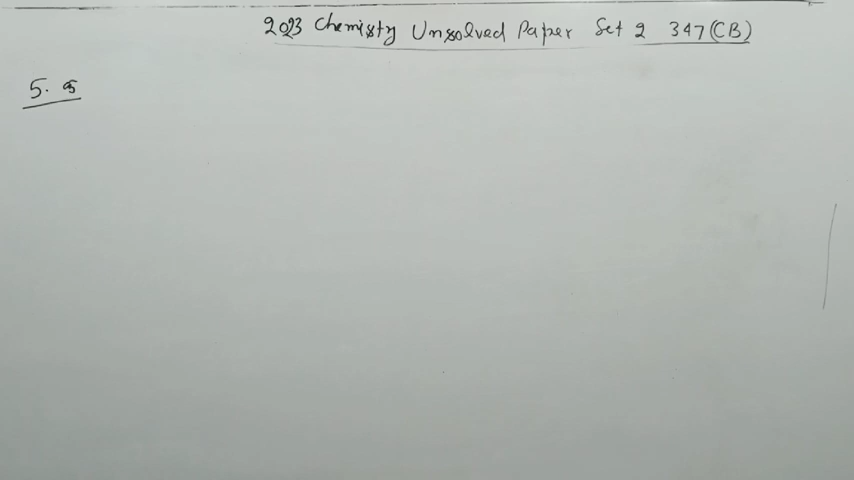 2023 Chemistry Unsolved Paper Set 2 347(CB)
5. क